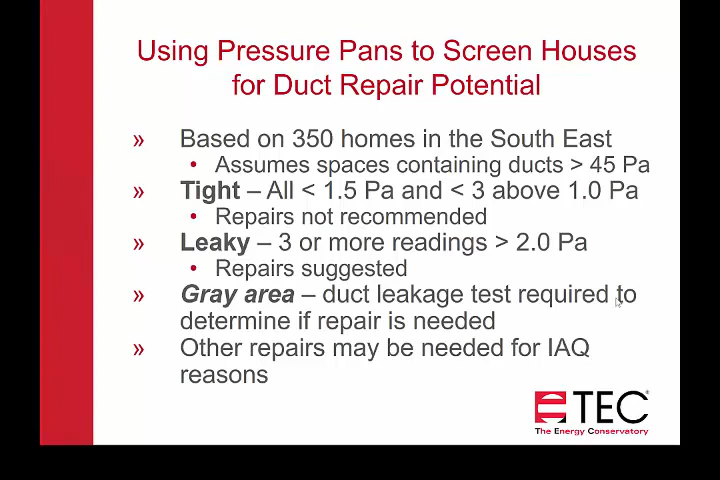 Using Pressure Pans to Screen Houses
for Duct Repair Potential
» Based on 350 homes in the South East
• Assumes spaces containing ducts > 45 Pa
» Tight – All < 1.5 Pa and < 3 above 1.0 Pa
• Repairs not recommended
» Leaky – 3 or more readings > 2.0 Pa
• Repairs suggested
» Gray area – duct leakage test required to
determine if repair is needed
» Other repairs may be needed for IAQ
reasons
TEC®
The Energy Conservatory